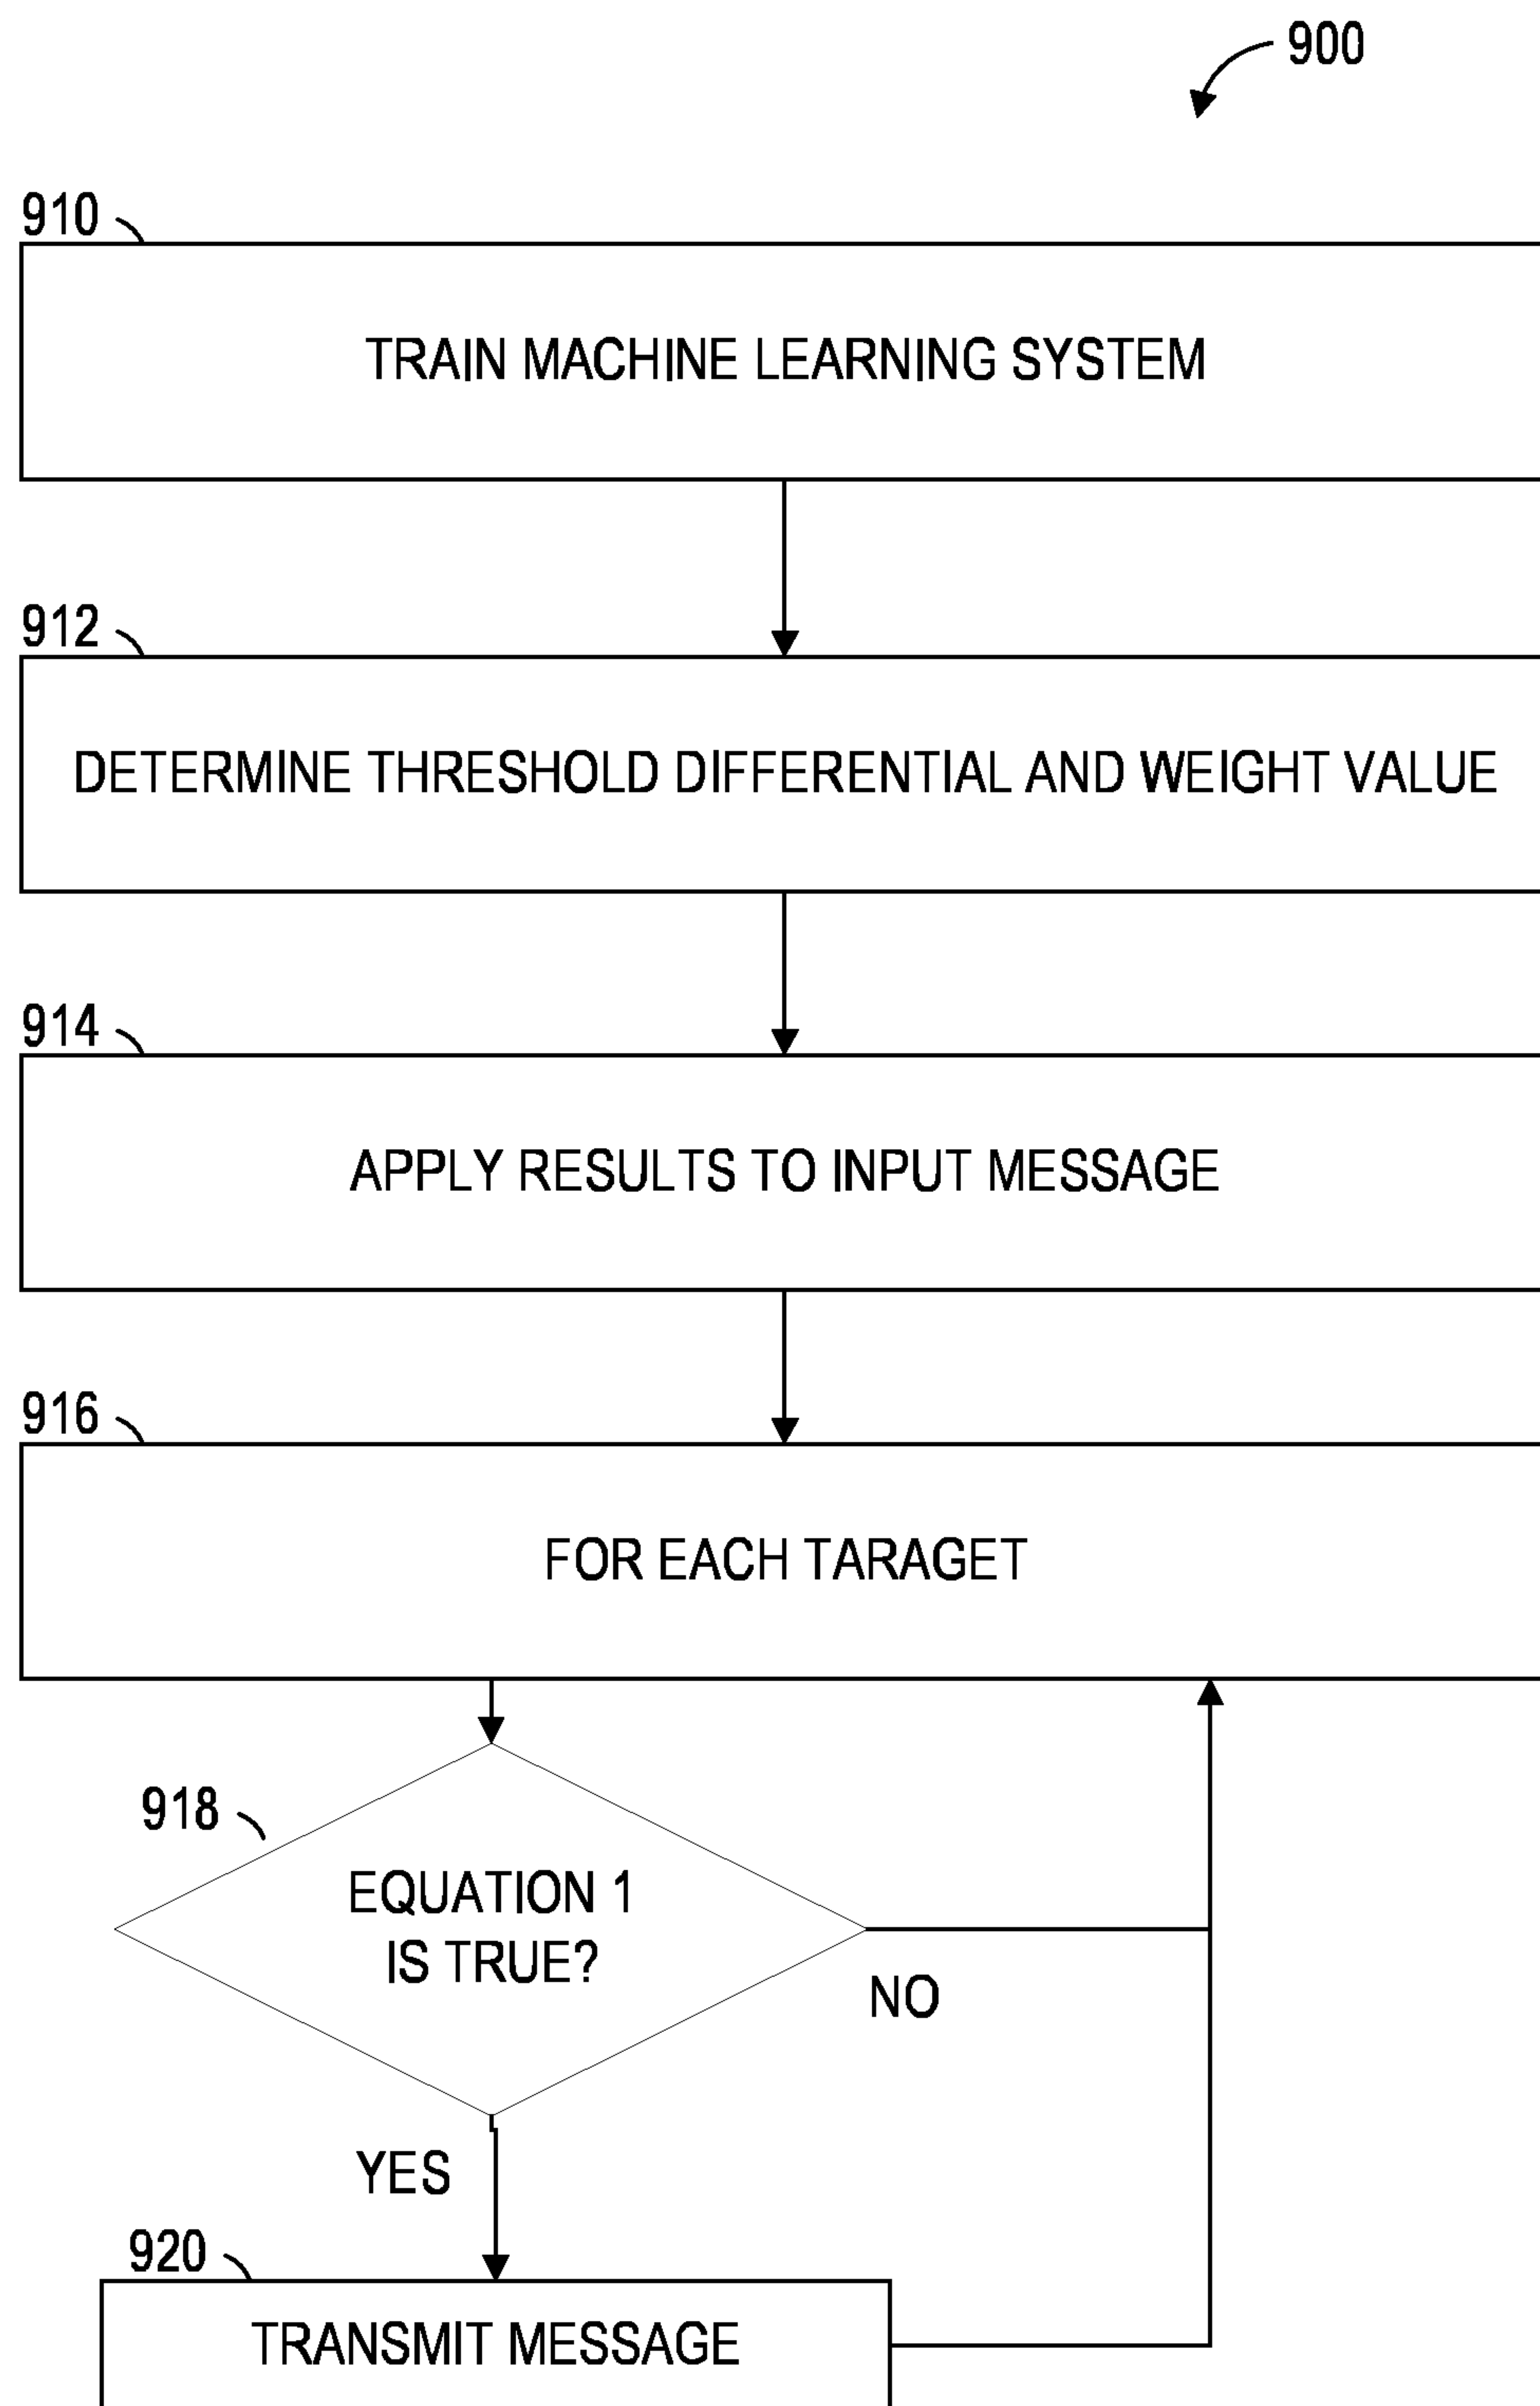 900
910
TRAIN MACHINE LEARNING SYSTEM
912
DETERMINE THRESHOLD DIFFERENTIAL AND WEIGHT VALUE
914
APPLY RESULTS TO INPUT MESSAGE
916
FOR EACH TARAGET
918
EQUATION 1
IS TRUE?
NO
YES
920
TRANSMIT MESSAGE